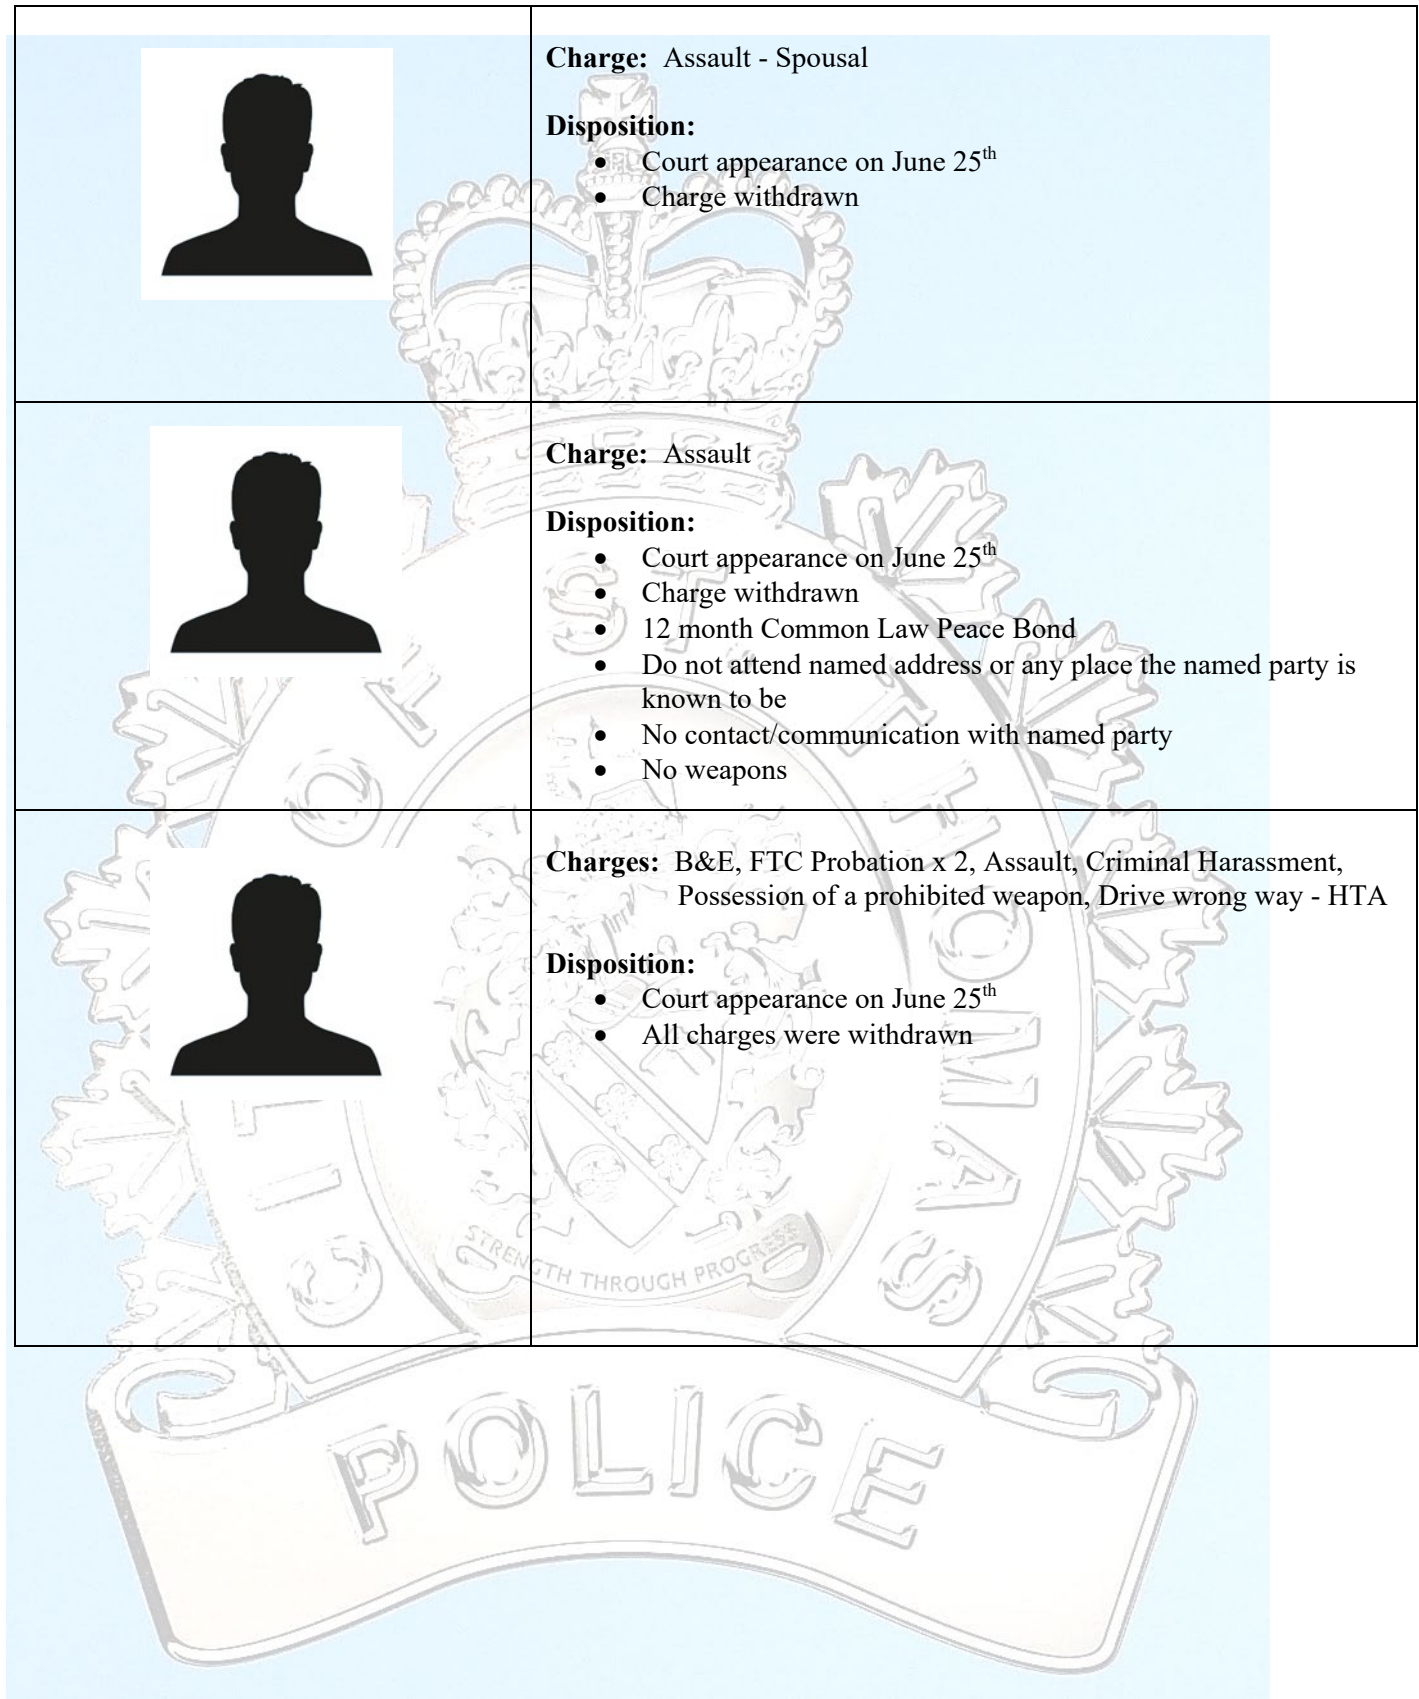 Charge: Assault - Spousal
Disposition:
• Court appearance on June 25th
• Charge withdrawn
Charge: Assault
Disposition:
• Court appearance on June 25th
• Charge withdrawn
• 12 month Common Law Peace Bond
• Do not attend named address or any place the named party is
known to be
• No contact/communication with named party
• No weapons
Charges: B&E, FTC Probation x 2, Assault, Criminal Harassment,
Possession of a prohibited weapon, Drive wrong way - HTA
Disposition:
• Court appearance on June 25th
• All charges were withdrawn
CITY OF ST. THOMAS
STRENGTH THROUGH PROGRESS
POLICE